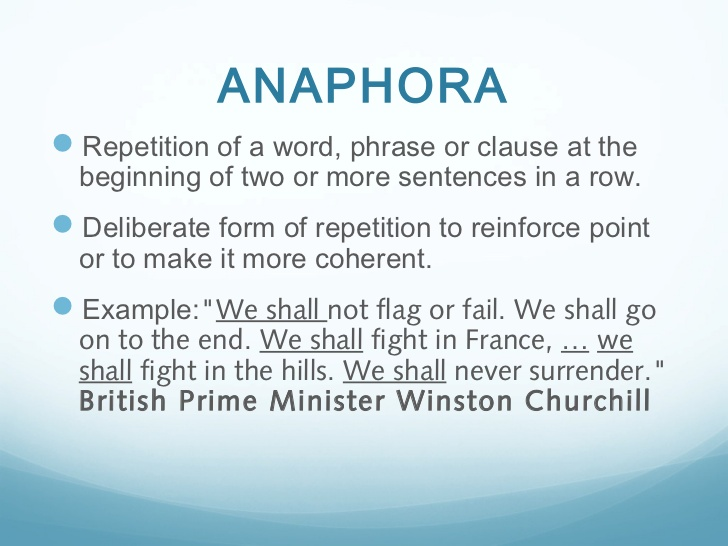 ANAPHORA
Repetition of a word, phrase or clause at the
beginning of two or more sentences in a row.
Deliberate form of repetition to reinforce point
or to make it more coherent.
Example:"We shall not flag or fail. We shall go
on to the end. We shall fight in France, … we
shall fight in the hills. We shall never surrender."
British Prime Minister Winston Churchill